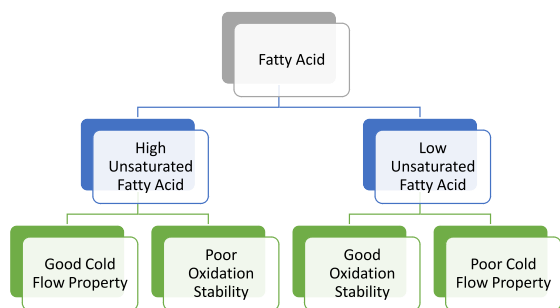 Fatty Acid
High
Unsaturated
Fatty Acid
Low
Unsaturated
Fatty Acid
Good Cold
Flow Property
Poor
Oxidation
Stability
Good
Oxidation
Stability
Poor Cold
Flow Property